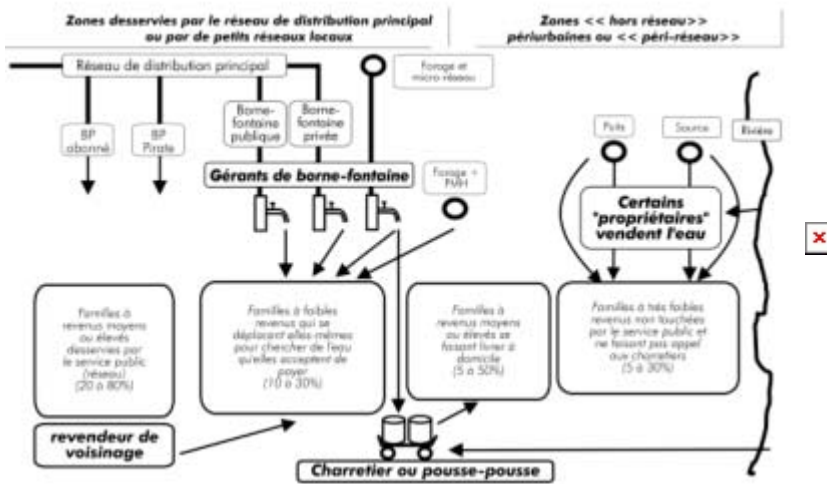 Zones desservies par le réseau de distribution principal
ou par de petits réseaux locaux
Zones << hors réseau>>
périurbaines ou << péri-réseau>>
Réseau de distribution principal
Forage et
micro réseau
BP
abonné
BP
Pirate
Borne-
fontaine
publique
Borne-
fontaine
privée
Puits
Source
Rivière
Gérants de borne-fontaine
Forage +
PMH
Certains
"propriétaires"
vendent l'eau
Familles à
revenus moyens
ou élevés
desservies par
le service public
(réseau)
(20 à 80%)
Familles à faibles
revenus qui se
déplaçant elles-mêmes
pour chercher de l'eau
qu'elles acceptent de
payer
(10 à 30%)
Familles à
revenus moyens
ou élevés se
faisant livrer à
domicile
(5 à 50%)
Familles à trés faibles
revenus non touchées
par le service public et
ne faisant pas appel
aux charretiers
(5 à 30%)
revendeur de
voisinage
Charretier ou pousse-pousse